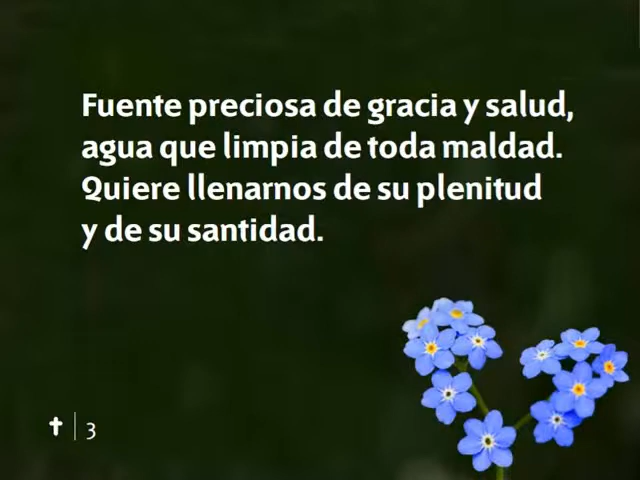 Fuente preciosa de gracia y salud,
agua que limpia de toda maldad.
Quiere llenarnos de su plenitud
y de su santidad.
3